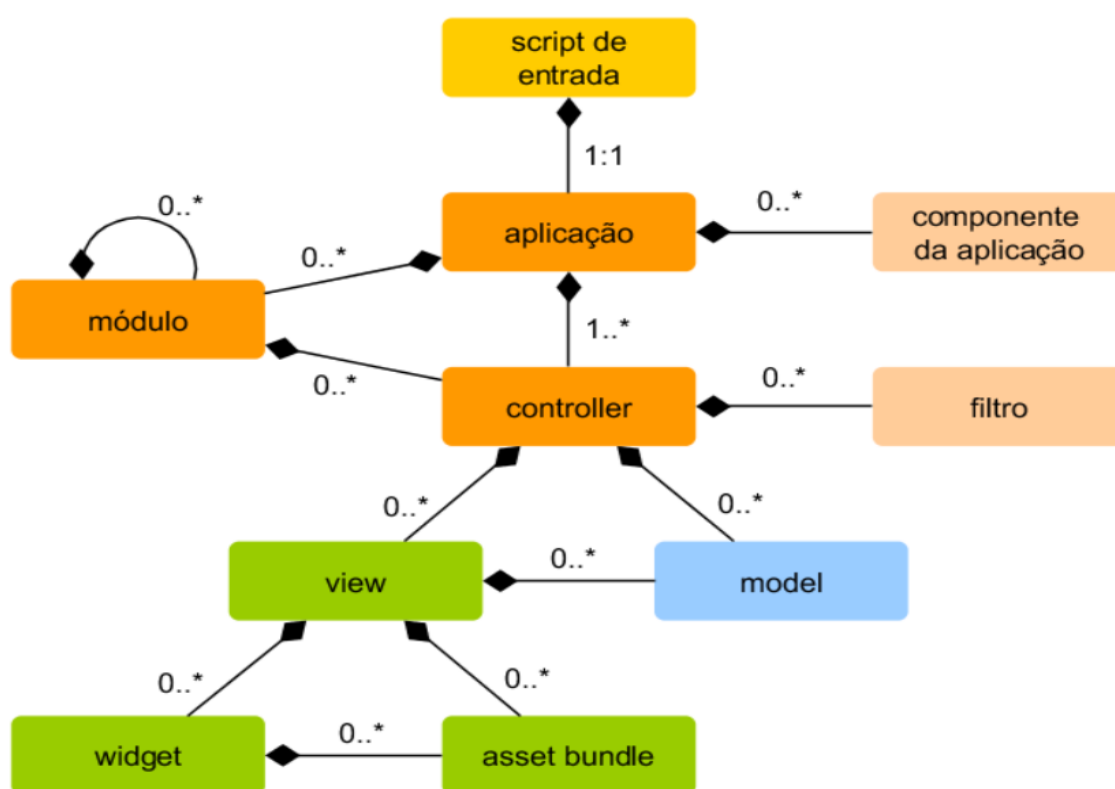 script de
entrada
1:1
0..*
0..*
aplicação
0..*
componente
da aplicação
módulo
1..*
0..*
controller
0..*
filtro
0..*
0..*
view
0..*
model
0..*
0..*
widget
0..*
asset bundle